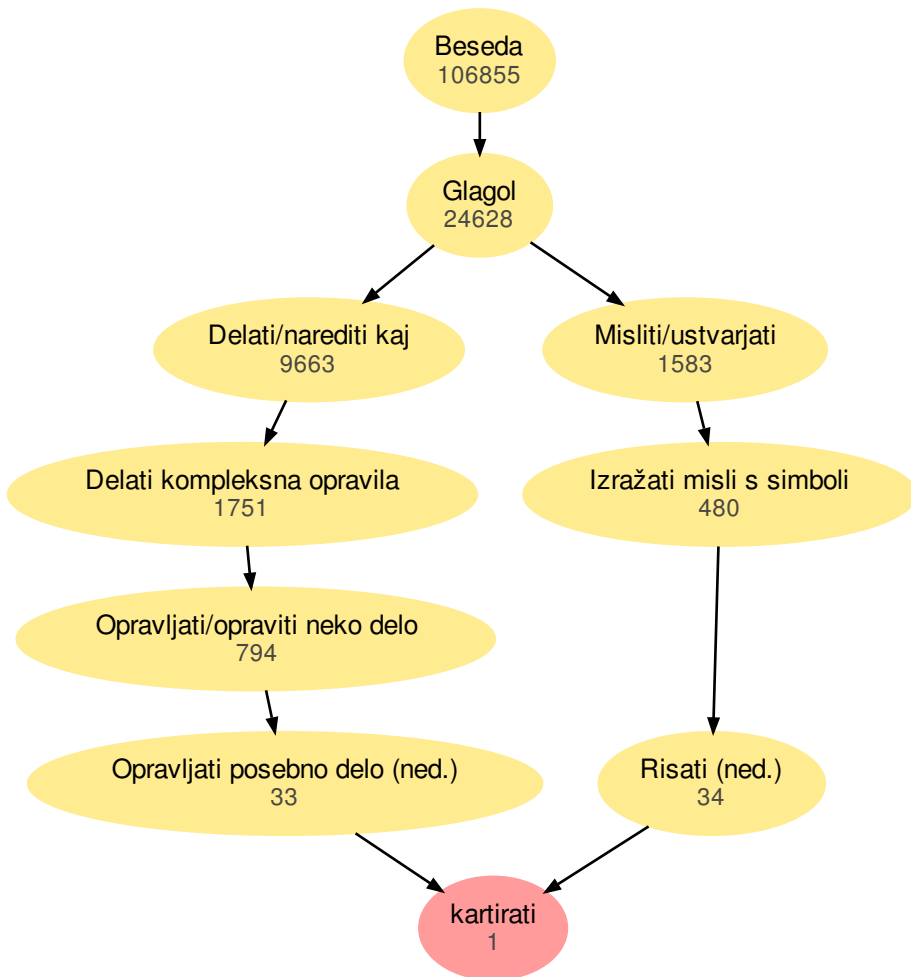 Beseda
106855
Glagol
24628
Delati/narediti kaj
9663
Misliti/ustvarjati
1583
Delati kompleksna opravila
1751
Izražati misli s simboli
480
Opravljati/opraviti neko delo
794
Opravljati posebno delo (ned.)
33
Risati (ned.)
34
kartirati
1